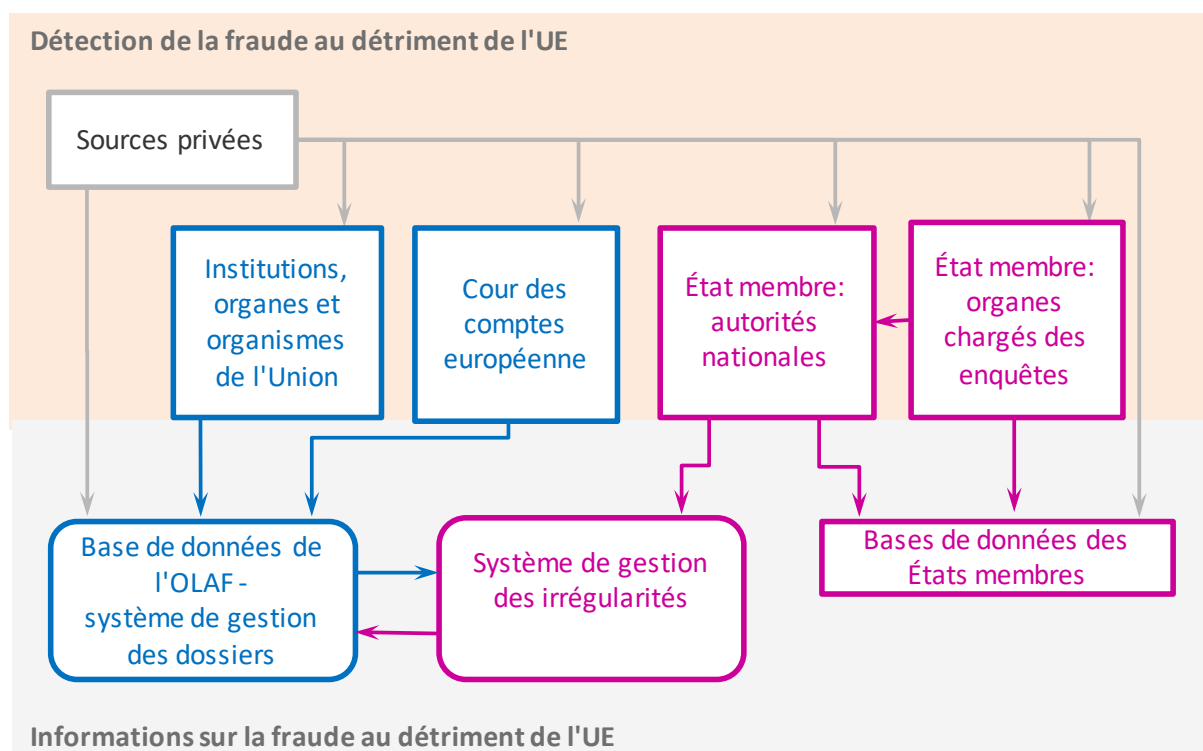 Détection de la fraude au détriment de l'UE
Sources privées
Institutions,
organes et
organismes
de l'Union
Cour des
comptes
européenne
État membre:
autorités
nationales
État membre:
organes
chargés des
enquêtes
Base de données de
l'OLAF -
système de gestion
des dossiers
Système de gestion
des irrégularités
Bases de données des
États membres
Informations sur la fraude au détriment de l'UE